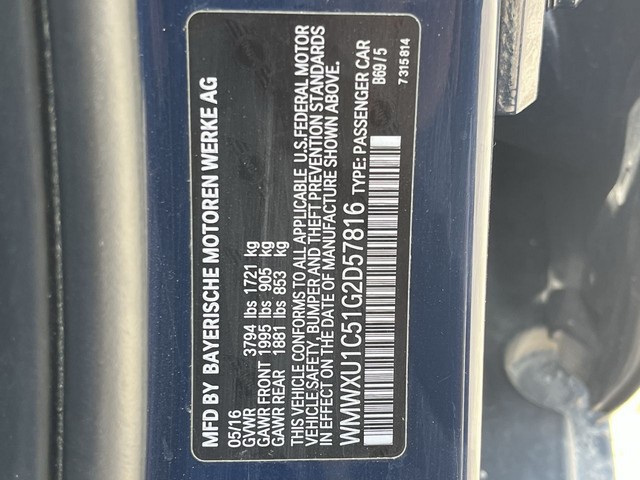 MFD BY BAYERISCHE MOTOREN WERKE AG
05/16
GVWR 3794 lbs 1721 kg
GAWR FRONT 1995 lbs 905 kg
GAWR REAR 1881 lbs 853 kg
THIS VEHICLE CONFORMS TO ALL APPLICABLE U.S.FEDERAL MOTOR
VEHICLE SAFETY, BUMPER AND THEFT PREVENTION STANDARDS
IN EFFECT ON THE DATE OF MANUFACTURE SHOWN ABOVE.
WMWXU1C51G2D57816 TYPE: PASSENGER CAR
B69/5
7315814